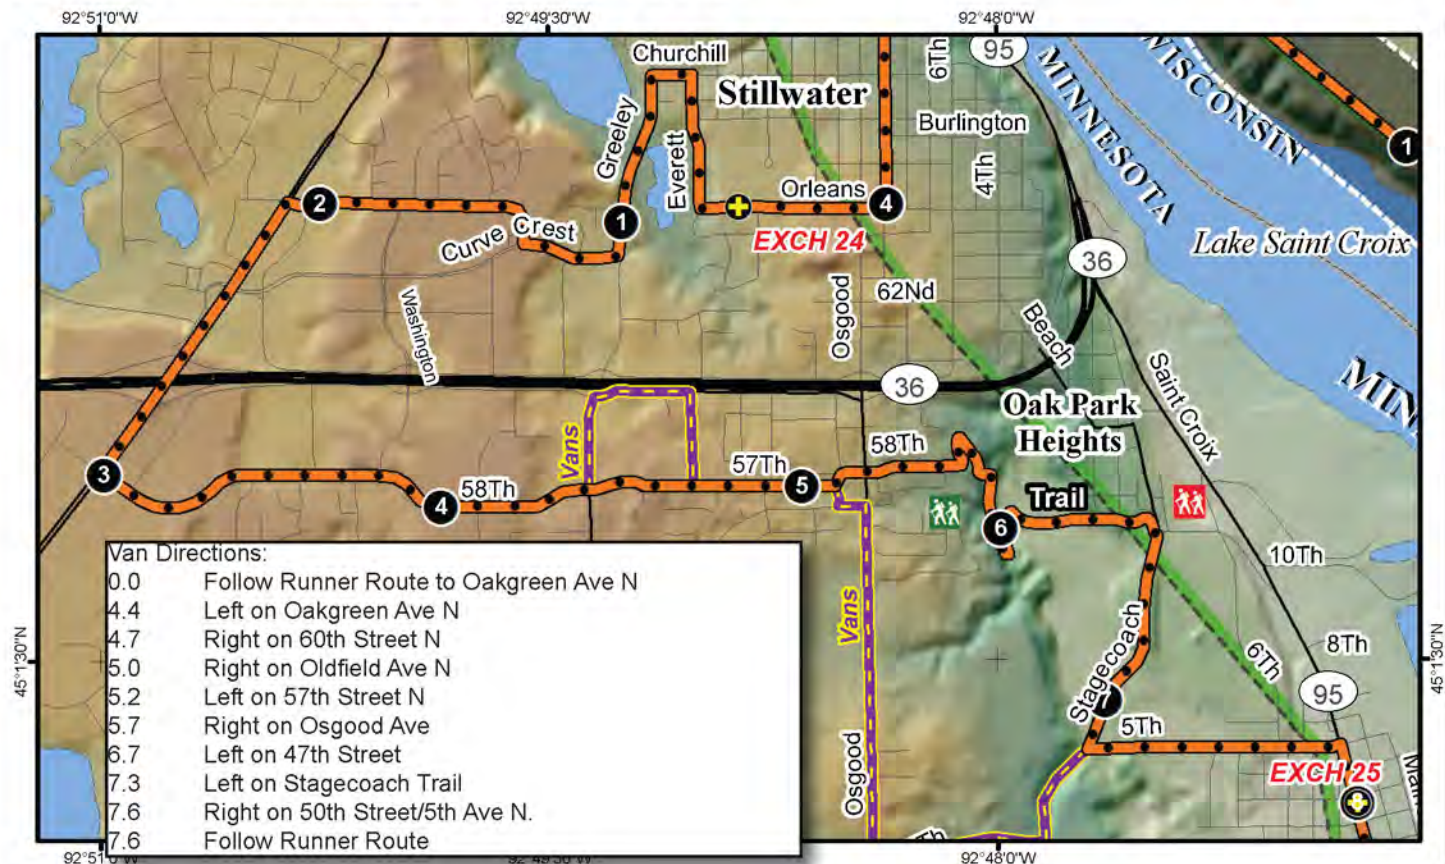 92°51'0"W
92°49'30"W
92°48'0"W
Churchill
6Th
95
WISCONSIN
MINNESOTA
Stillwater
Burlington
1
Greeley
Everett
4Th
Orleans
2
1
4
Curve Crest
EXCH 24
Lake Saint Croix
36
62Nd
Osgood
Beach
Washington
Saint Croix
36
Oak Park
Heights
58Th
Vans
57Th
3
58Th
4
5
Trail
6
10Th
Van Directions:
0.0 Follow Runner Route to Oakgreen Ave N
4.4 Left on Oakgreen Ave N
4.7 Right on 60th Street N
5.0 Right on Oldfield Ave N
5.2 Left on 57th Street N
5.7 Right on Osgood Ave
6.7 Left on 47th Street
7.3 Left on Stagecoach Trail
7.6 Right on 50th Street/5th Ave N.
7.6 Follow Runner Route
Vans
Stagecoach
6Th
8Th
95
7
5Th
EXCH 25
Osgood
45°1'30"N
45°1'30"N
92°48'0"W